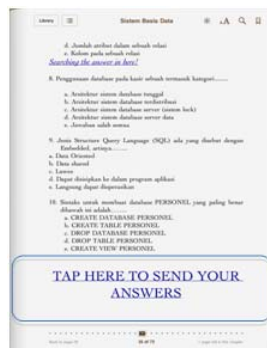 Library
Sistem Basis Data
d. Jumlah atribut dalam sebuah relasi
e. Kolom pada sebuah relasi
Searching the answer in here!
8. Penggunaan database pada kasir sebuah termasuk kategori.......
a. Arsitektur sistem database tunggal
b. Arsitektur sistem database terdistribusi
c. Arsitektur sistem database server (sistem lock)
d. Arsitektur sistem database server data
e. Jawaban salah semua
9. Jenis Structure Query Language (SQL) ada yang disebut dengan
Embedded, artinya........
a. Data Oriented
b. Data shared
c. Lawas
d. Dapat disisipkan ke dalam program aplikasi
e. Langsung dapat dioperasikan
10. Sintaks untuk membuat database PERSONEL yang paling benar
dibawah ini adalah........
a. CREATE DATABASE PERSONEL
b. CREATE TABLE PERSONEL
c. DROP DATABASE PERSONEL
d. DROP TABLE PERSONEL
e. CREATE VIEW PERSONEL
TAP HERE TO SEND YOUR
ANSWERS